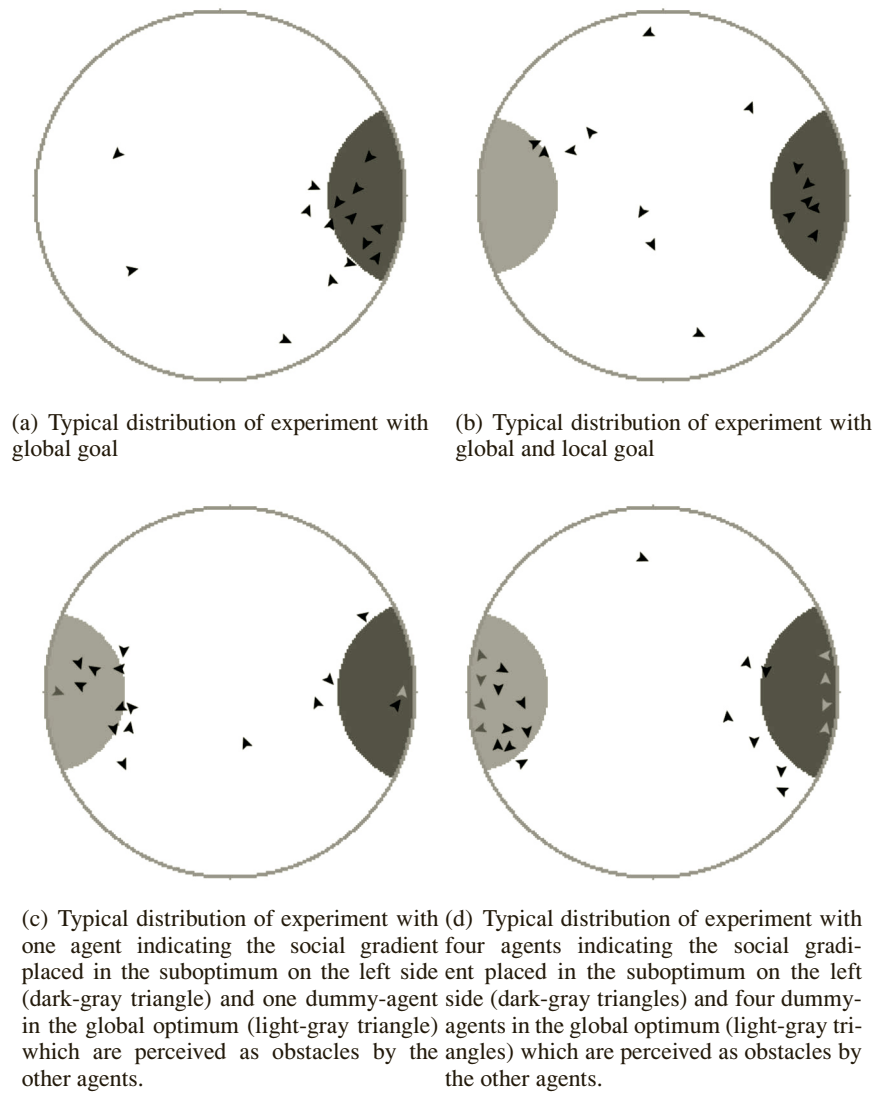 (a) Typical distribution of experiment with
global goal
(b) Typical distribution of experiment with
global and local goal
(c) Typical distribution of experiment with
one agent indicating the social gradient
placed in the suboptimum on the left side
(dark-gray triangle) and one dummy-agent
in the global optimum (light-gray triangle)
which are perceived as obstacles by the
other agents.
(d) Typical distribution of experiment with
four agents indicating the social gradi-
ent placed in the suboptimum on the left
side (dark-gray triangles) and four dummy-
agents in the global optimum (light-gray tri-
angles) which are perceived as obstacles by
the other agents.